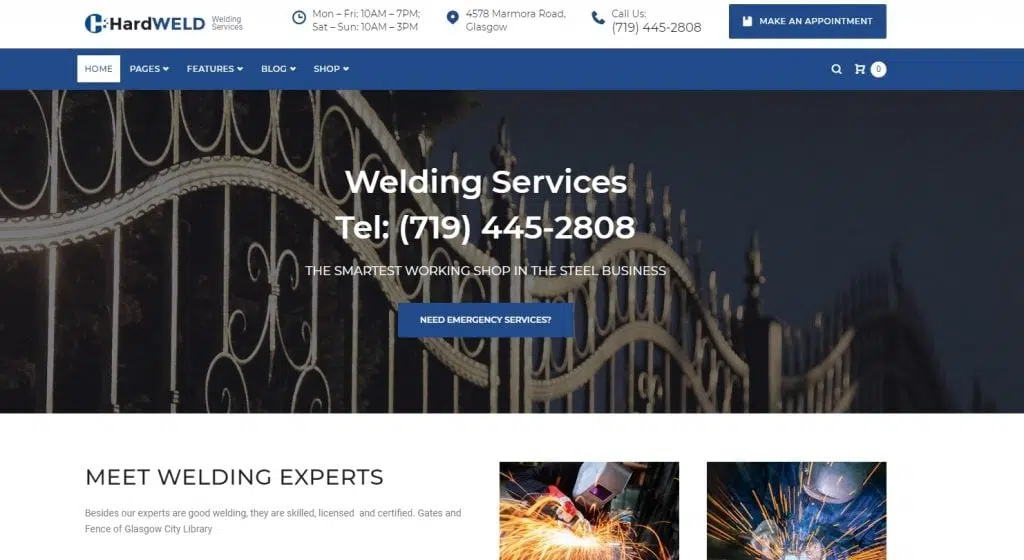 HardWELD
Welding
Services
Mon – Fri: 10AM – 7PM;
Sat – Sun: 10AM – 3PM
4578 Marmora Road,
Glasgow
Call Us:
(719) 445-2808
MAKE AN APPOINTMENT
HOME
PAGES
FEATURES
BLOG
SHOP
0
Welding Services
Tel: (719) 445-2808
THE SMARTEST WORKING SHOP IN THE STEEL BUSINESS
NEED EMERGENCY SERVICES?
MEET WELDING EXPERTS
Besides our experts are good welding, they are skilled, licensed and certified. Gates and
Fence of Glasgow City Library